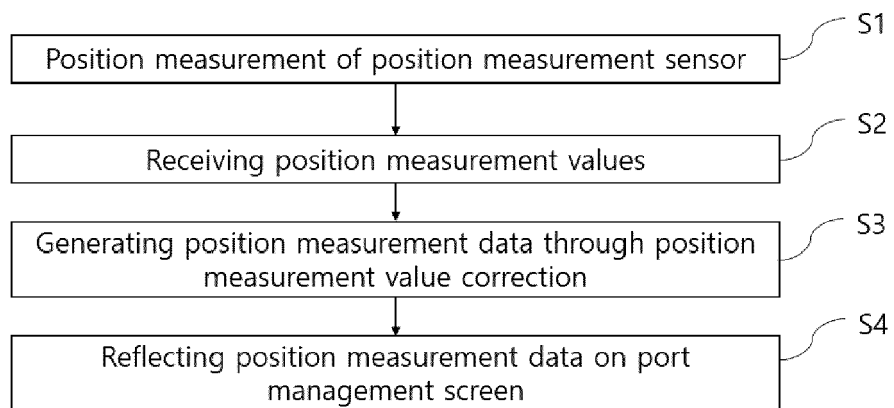 S1
Position measurement of position measurement sensor
S2
Receiving position measurement values
S3
Generating position measurement data through position
measurement value correction
S4
Reflecting position measurement data on port
management screen